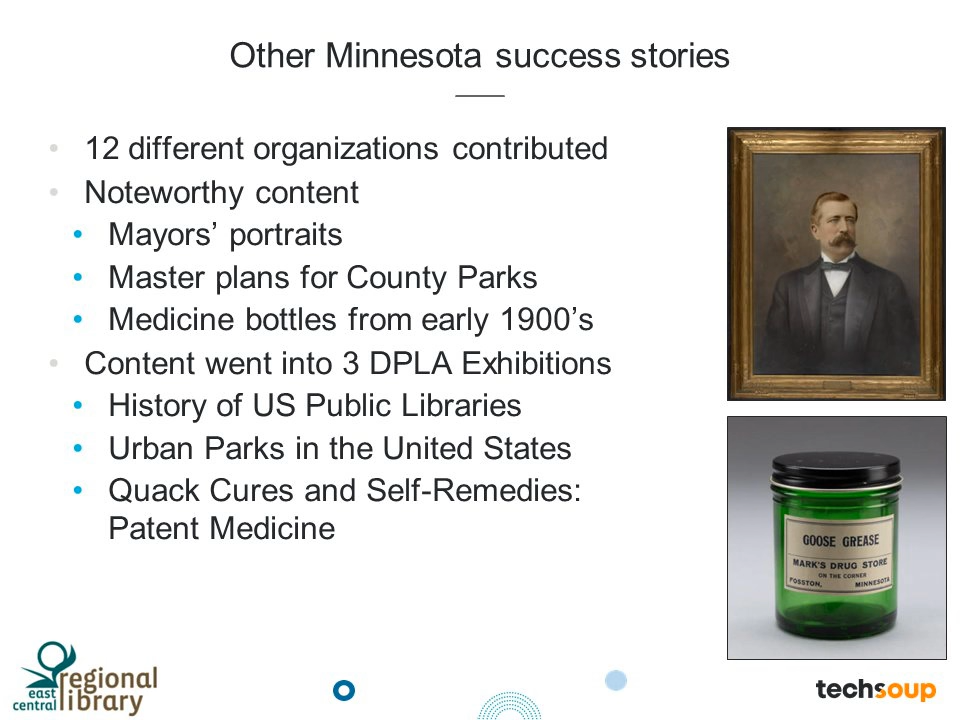 Other Minnesota success stories
• 12 different organizations contributed
• Noteworthy content
• Mayors’ portraits
• Master plans for County Parks
• Medicine bottles from early 1900’s
• Content went into 3 DPLA Exhibitions
• History of US Public Libraries
• Urban Parks in the United States
• Quack Cures and Self-Remedies:
Patent Medicine
GOOSE GREASE
MARK'S DRUG STORE
ON THE CORNER
FOSSTON, MINNESOTA
east central regional library
techsoup